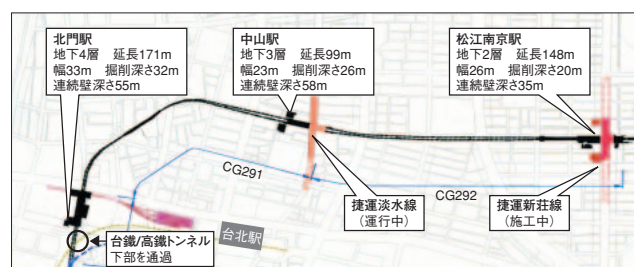 北門駅
地下4層　延長171m
幅33m　掘削深さ32m
連続壁深さ55m
中山駅
地下3層　延長99m
幅23m　掘削深さ26m
連続壁深さ58m
松江南京駅
地下2層　延長148m
幅26m　掘削深さ20m
連続壁深さ35m
CG291
CG292
捷運淡水線
（運行中）
捷運新荘線
（施工中）
台北駅
台鐵/高鐵トンネル
下部を通過